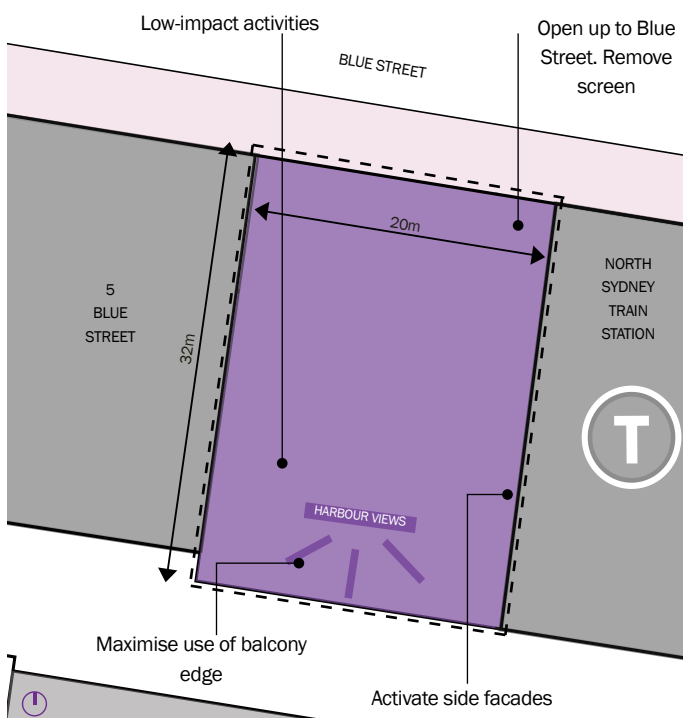 Low-impact activities
Open up to Blue
Street. Remove
screen
BLUE STREET
20m
32m
5
BLUE
STREET
NORTH
SYDNEY
TRAIN
STATION
T
HARBOUR VIEWS
Maximise use of balcony
edge
Activate side facades